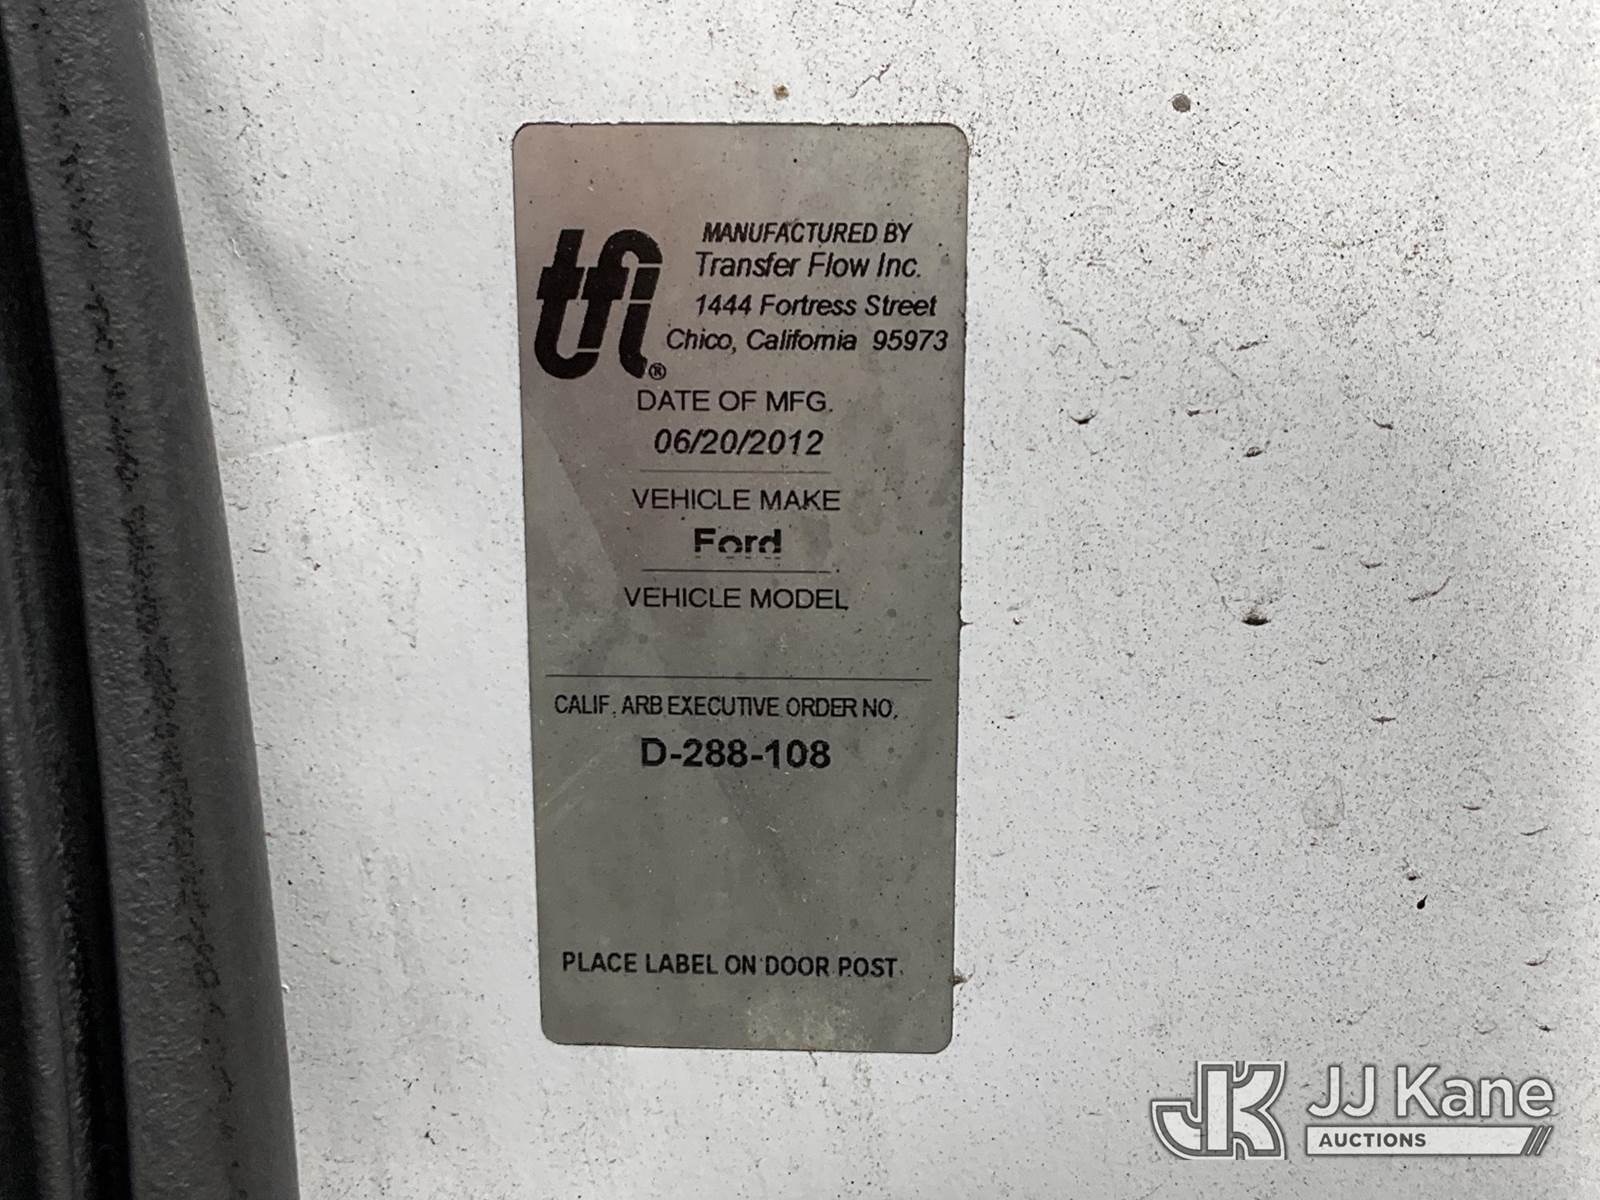 tfi®
MANUFACTURED BY
Transfer Flow Inc.
1444 Fortress Street
Chico, California 95973
DATE OF MFG.
06/20/2012
VEHICLE MAKE
Ford
VEHICLE MODEL
CALIF. ARB EXECUTIVE ORDER NO.
D-288-108
PLACE LABEL ON DOOR POST
JK JJ Kane
AUCTIONS